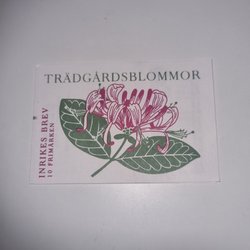 TRÄDGÅRDSBLOMMOR
INRIKES BREV
10 FRIMÄRKEN